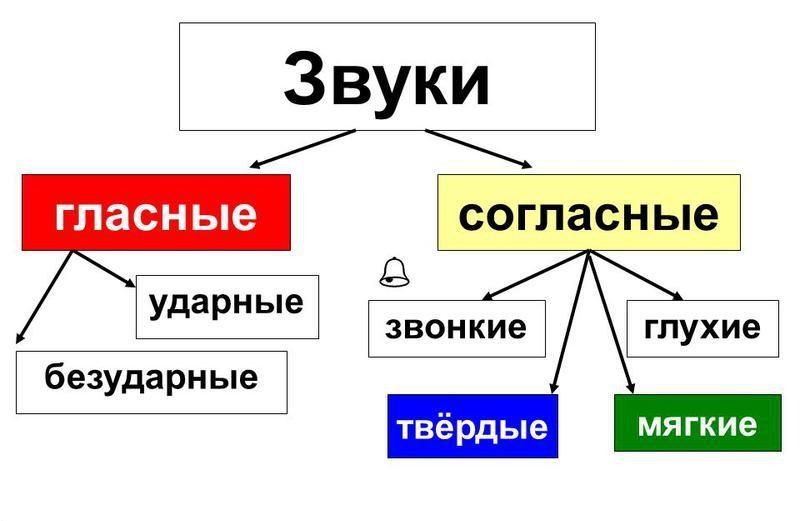 Звуки
гласные
согласные
ударные
безударные
звонкие
глухие
твёрдые
мягкие